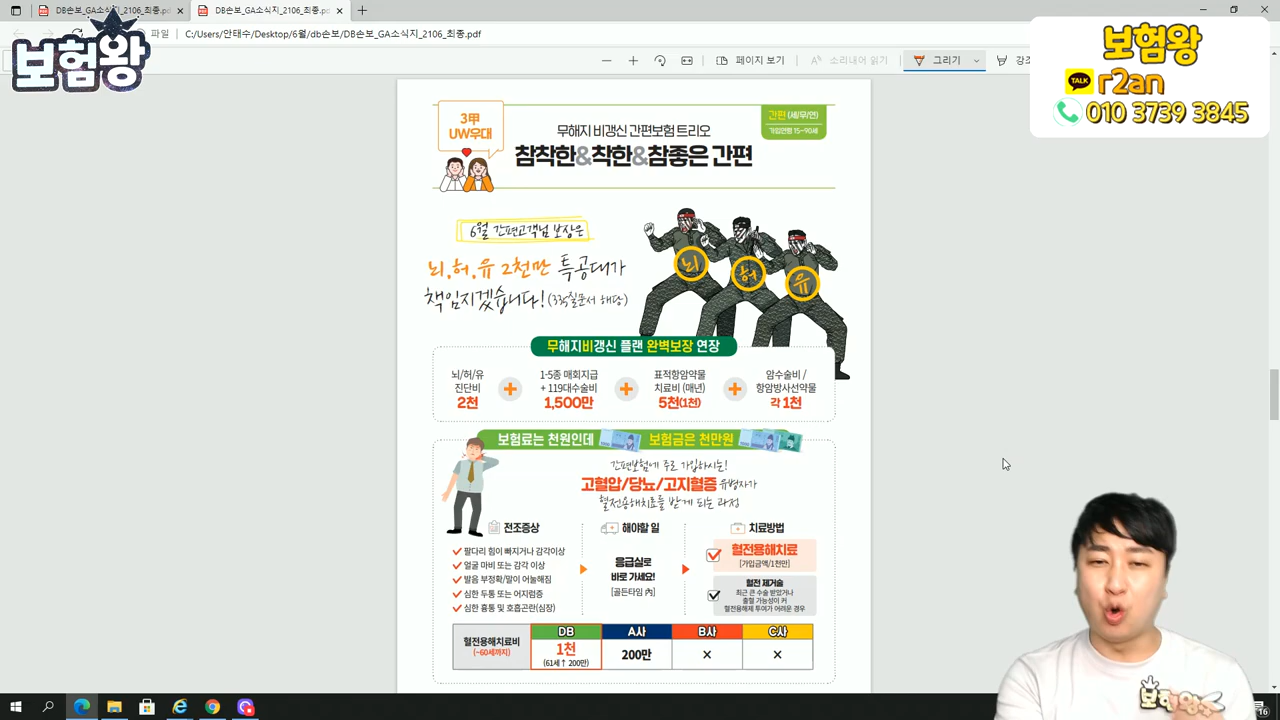 DB손보_GA소식지_2106_최종.p
DB손보_GA소식지_2106_최종.pdf
파일
C:/Users/안태수/Desktop/6월/db손보/DB손보_GA소식지_2106_최종.pdf
보험왕
보험왕
TALK r2an
010 3739 3845
페이지 보기
소리내어 읽기
그리기
강조
3甲
UW우대
무해지 비갱신 간편보험 트리오
참착한&착한&참좋은 간편
간편 (세/무/연)
가입연령 15~90세
6월 간편고객님 보장은
뇌,허,유 2천만 특공대가
책임지겠습니다! (335질문서 해당)
뇌
허
유
무해지비갱신 플랜 완벽보장 연장
뇌/허/유
진단비
2천
1-5종 매회지급
+ 119대수술비
1,500만
표적항암약물
치료비 (매년)
5천(1천)
암수술비 /
항암방사선약물
각 1천
보험료는 천원인데 보험금은 천만원
간편보험에 주로 가입하시는!
고혈압/당뇨/고지혈증 유병자가
혈전용해치료를 받게 되는 과정
전조증상
팔다리 힘이 빠지거나 감각이상
얼굴 마비 또는 감각 이상
발음 부정확/말이 어눌해짐
심한 두통 또는 어지럼증
심한 흉통 및 호흡곤란(심장)
해야할 일
응급실로
바로 가세요!
[골든타임 內]
치료방법
혈전용해치료
[가입금액/1천만]
혈전 제거술
최근 큰 수술 받았거나
출혈 가능성이 커
혈전용해제 투여가 어려운 경우
혈전용해치료비
(~60세까지)
DB A사 B사 C사
1천 200만 × ×
(61세↑ 200만)
보험왕
16